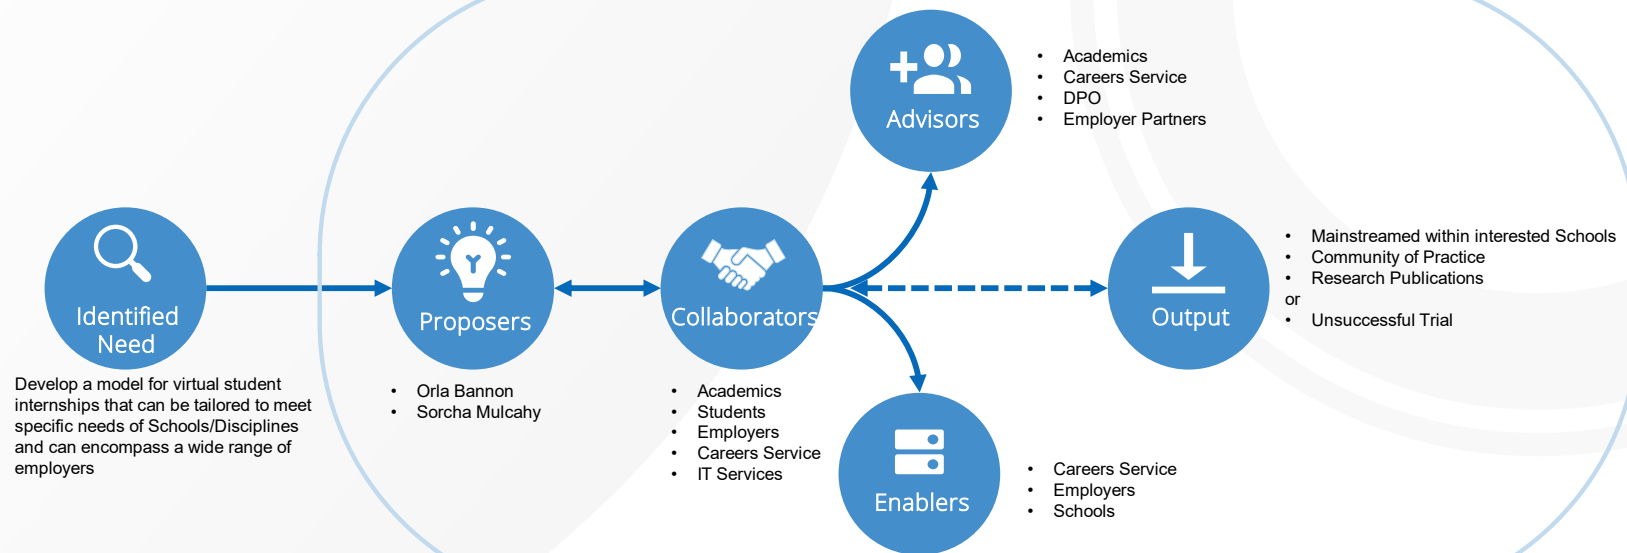 Identified
Need
Develop a model for virtual student
internships that can be tailored to meet
specific needs of Schools/Disciplines
and can encompass a wide range of
employers
Proposers
• Orla Bannon
• Sorcha Mulcahy
Collaborators
• Academics
• Students
• Employers
• Careers Service
• IT Services
Advisors
• Academics
• Careers Service
• DPO
• Employer Partners
Enablers
• Careers Service
• Employers
• Schools
Output
• Mainstreamed within interested Schools
• Community of Practice
• Research Publications
or
• Unsuccessful Trial